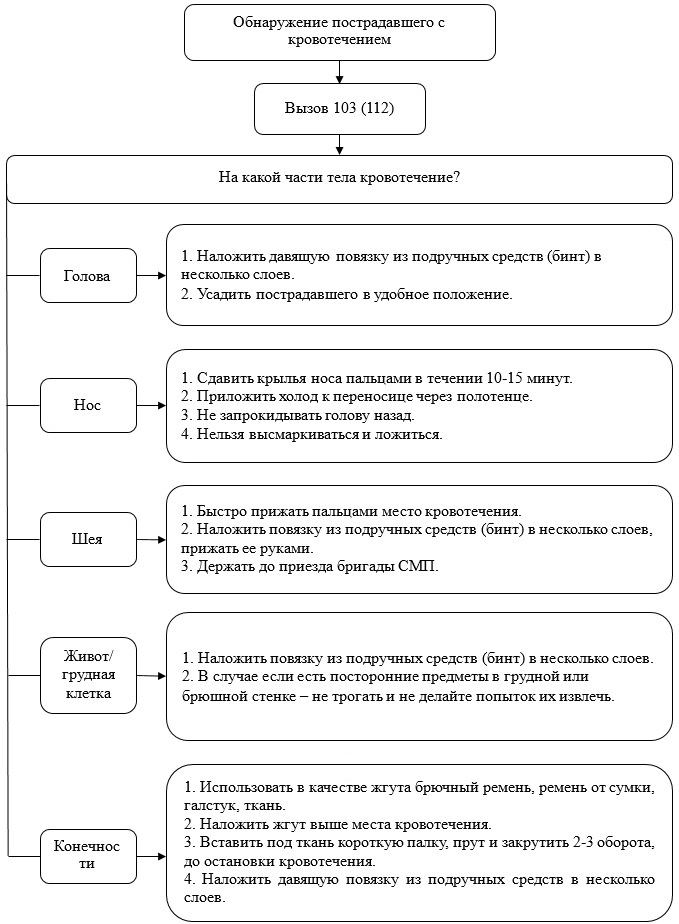 Обнаружение пострадавшего с
кровотечением
Вызов 103 (112)
На какой части тела кровотечение?
Голова
1. Наложить давящую повязку из подручных средств (бинт) в
несколько слоев.
2. Усадить пострадавшего в удобное положение.
Нос
1. Сдавить крылья носа пальцами в течении 10-15 минут.
2. Приложить холод к переносице через полотенце.
3. Не запрокидывать голову назад.
4. Нельзя высмаркиваться и ложиться.
Шея
1. Быстро прижать пальцами место кровотечения.
2. Наложить повязку из подручных средств (бинт) в несколько слоев,
прижать ее руками.
3. Держать до приезда бригады СМП.
Живот/
грудная
клетка
1. Наложить повязку из подручных средств (бинт) в несколько слоев.
2. В случае если есть посторонние предметы в грудной или
брюшной стенке – не трогать и не делайте попыток их извлечь.
Конечнос
ти
1. Использовать в качестве жгута брючный ремень, ремень от сумки,
галстук, ткань.
2. Наложить жгут выше места кровотечения.
3. Вставить под ткань короткую палку, прут и закрутить 2-3 оборота,
до остановки кровотечения.
4. Наложить давящую повязку из подручных средств в несколько
слоев.